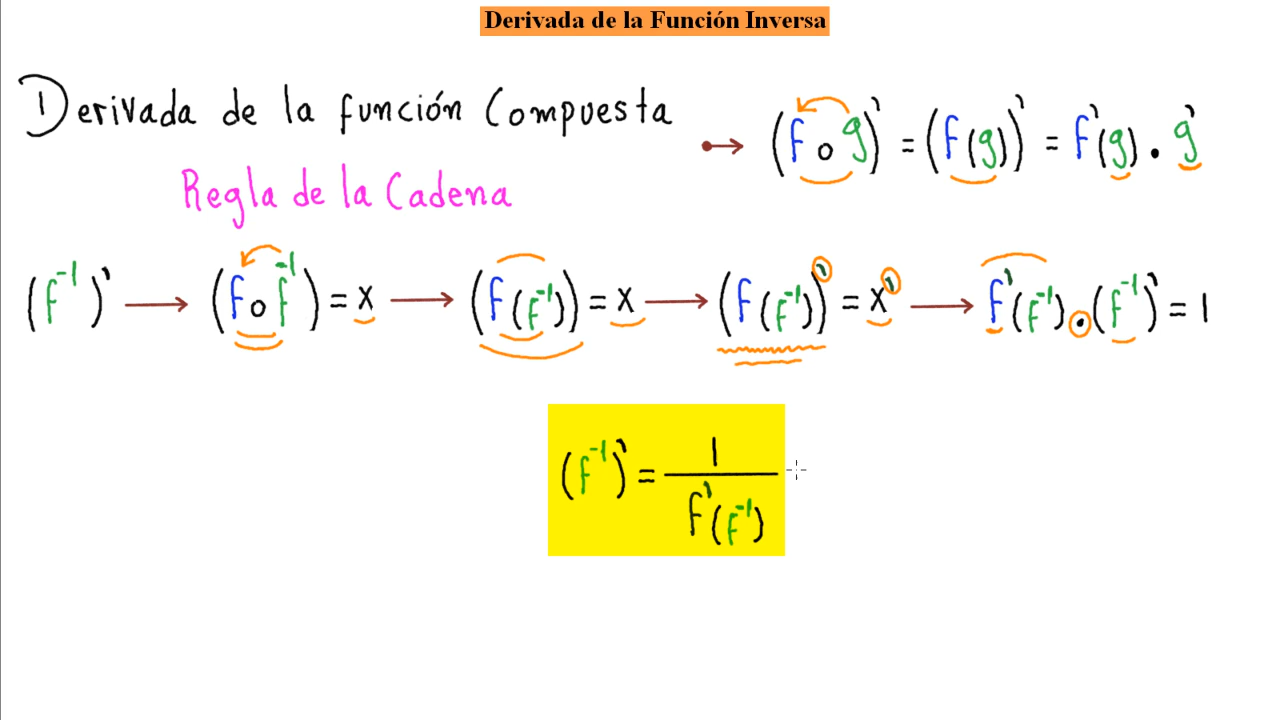 Derivada de la Función Inversa
Derivada de la función Compuesta → (f o g)' = (f(g))' = f'(g) . g'
Regla de la Cadena
(f⁻¹)' → (f o f⁻¹) = x → (f(f⁻¹)) = x → (f(f⁻¹))' = x' → f'(f⁻¹) . (f⁻¹)' = 1
(f⁻¹)' = 1 / f'(f⁻¹)